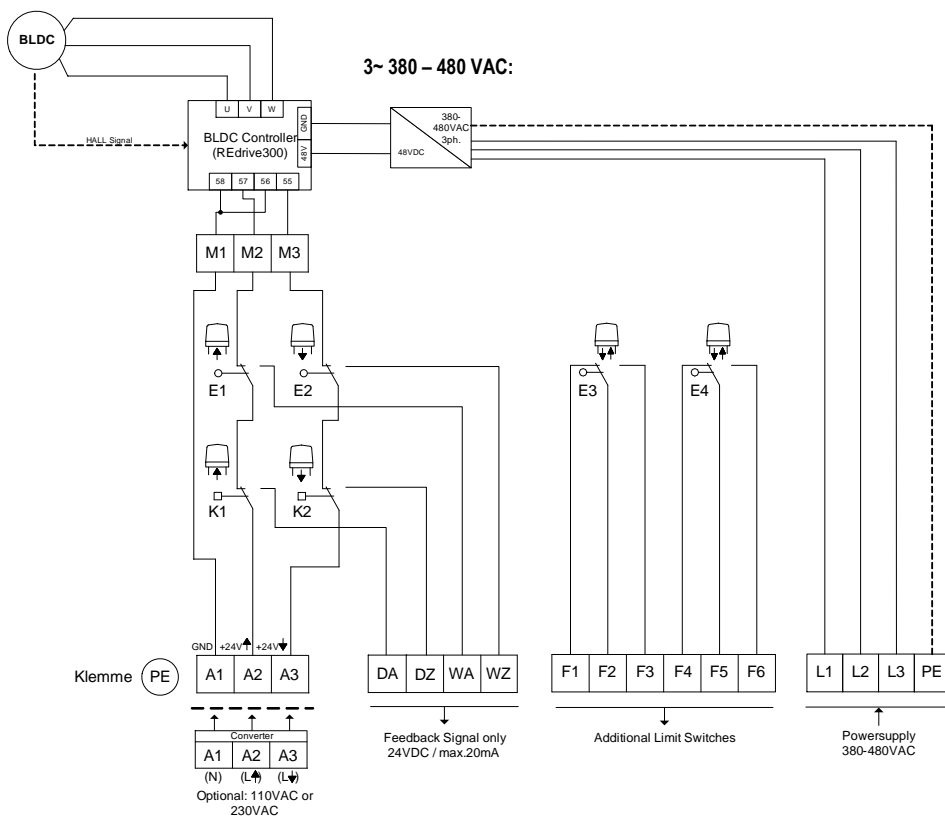 BLDC
3~ 380 – 480 VAC:
U V W
GND
48V
BLDC Controller
(REdrive300)
HALL Signal
58 57 56 55
380-
480VAC
3ph.
48VDC
M1 M2 M3
E1 E2 E3 E4
K1 K2
GND +24V +24V
Klemme PE A1 A2 A3
DA DZ WA WZ
F1 F2 F3 F4 F5 F6
L1 L2 L3 PE
Feedback Signal only
24VDC / max.20mA
Additional Limit Switches
Powersupply
380-480VAC
Converter
A1 A2 A3
(N) (L) (L)
Optional: 110VAC or
230VAC